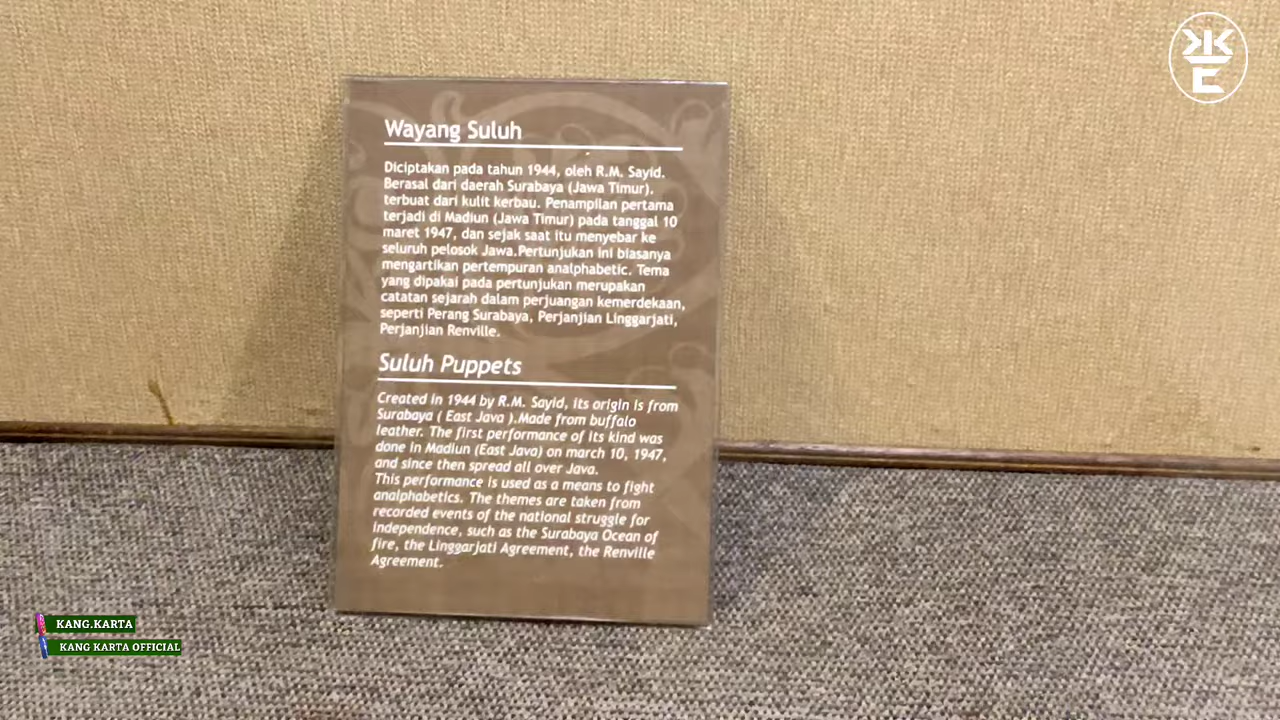 Wayang Suluh
Diciptakan pada tahun 1944, oleh R.M. Sayid.
Berasal dari daerah Surabaya (Jawa Timur),
terbuat dari kulit kerbau. Penampilan pertama
terjadi di Madiun (Jawa Timur) pada tanggal 10
maret 1947, dan sejak saat itu menyebar ke
seluruh pelosok Jawa.Pertunjukan ini biasanya
mengartikan pertempuran analphabetic. Tema
yang dipakai pada pertunjukan merupakan
catatan sejarah dalam perjuangan kemerdekaan,
seperti Perang Surabaya, Perjanjian Linggarjati,
Perjanjian Renville.
Suluh Puppets
Created in 1944 by R.M. Sayid, its origin is from
Surabaya ( East Java ).Made from buffalo
leather. The first performance of its kind was
done in Madiun (East Java) on march 10, 1947,
and since then spread all over Java.
This performance is used as a means to fight
analphabetics. The themes are taken from
recorded events of the national struggle for
independence, such as the Surabaya Ocean of
fire, the Linggarjati Agreement, the Renville
Agreement.
KANG.KARTA
KANG KARTA OFFICIAL